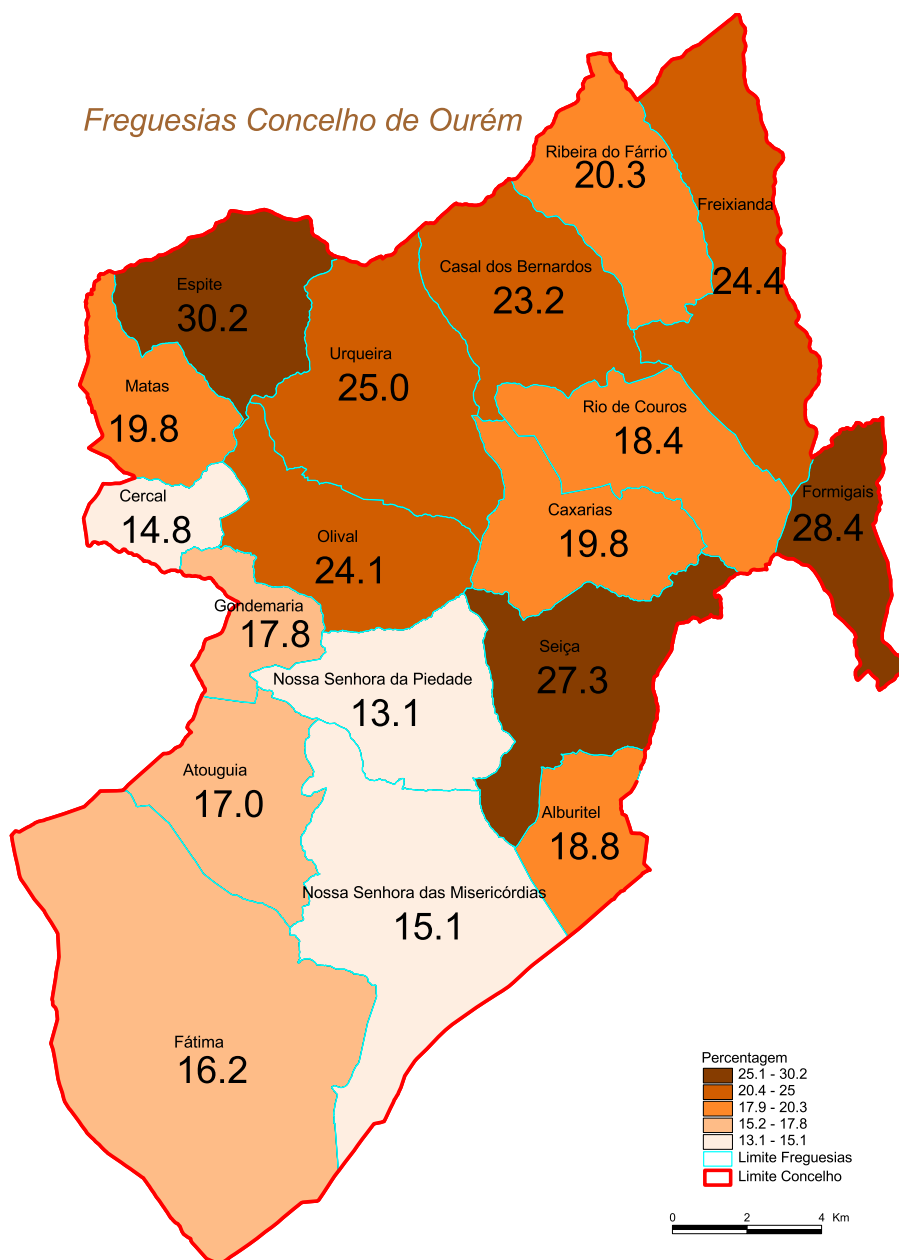 Freguesias Concelho de Ourém
Ribeira do Fárrio
20.3
Freixianda
24.4
Casal dos Bernardos
23.2
Espite
30.2
Urqueira
25.0
Matas
19.8
Rio de Couros
18.4
Cercal
14.8
Formigais
28.4
Caxarias
19.8
Olival
24.1
Gondemaria
17.8
Seiça
27.3
Nossa Senhora da Piedade
13.1
Atouguia
17.0
Alburitel
18.8
Nossa Senhora das Misericórdias
15.1
Fátima
16.2
Percentagem
25.1 - 30.2
20.4 - 25
17.9 - 20.3
15.2 - 17.8
13.1 - 15.1
Limite Freguesias
Limite Concelho
0 2 4 Km